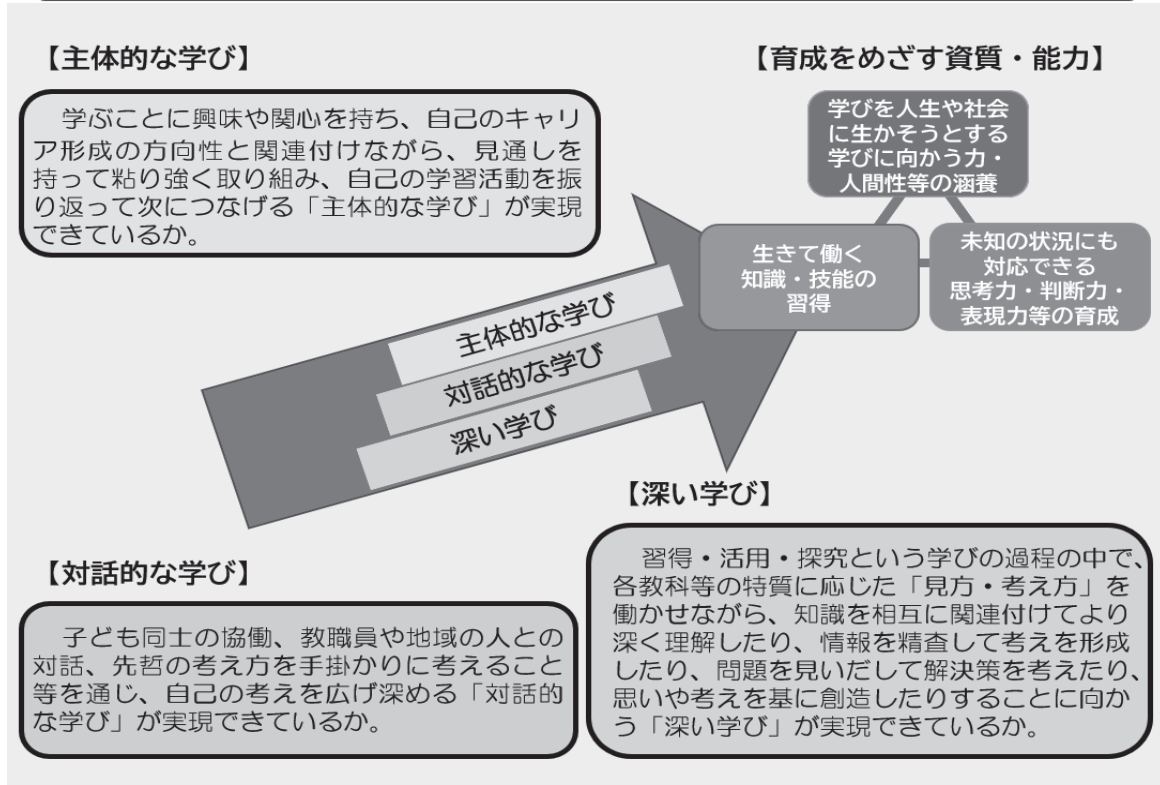 【主体的な学び】
学ぶことに興味や関心を持ち、自己のキャリ
ア形成の方向性と関連付けながら、見通しを
持って粘り強く取り組み、自己の学習活動を振
り返って次につなげる「主体的な学び」が実現
できているか。
【育成をめざす資質・能力】
学びを人生や社会
に生かそうとする
学びに向かう力・
人間性等の涵養
生きて働く
知識・技能の
習得
未知の状況にも
対応できる
思考力・判断力・
表現力等の育成
主体的な学び
対話的な学び
深い学び
【対話的な学び】
子ども同士の協働、教職員や地域の人との
対話、先哲の考え方を手掛かりに考えること
等を通じ、自己の考えを広げ深める「対話的
な学び」が実現できているか。
【深い学び】
習得・活用・探究という学びの過程の中で、
各教科等の特質に応じた「見方・考え方」を
働かせながら、知識を相互に関連付けてより
深く理解したり、情報を精査して考えを形成
したり、問題を見いだして解決策を考えたり、
思いや考えを基に創造したりすることに向か
う「深い学び」が実現できているか。